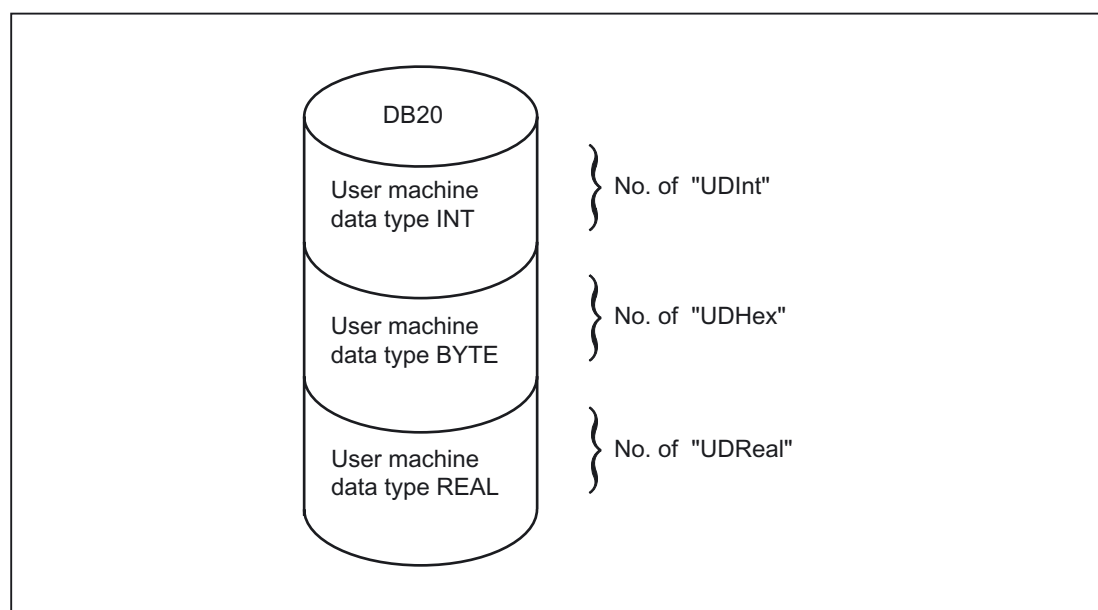 DB20
User machine
data type INT
No. of "UDInt"
User machine
data type BYTE
No. of "UDHex"
User machine
data type REAL
No. of "UDReal"